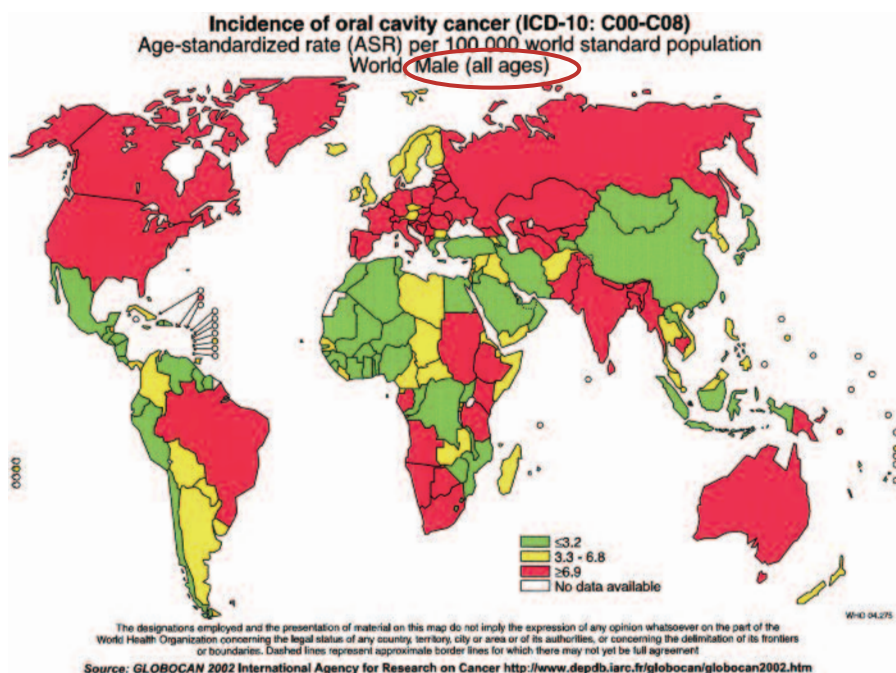 Incidence of oral cavity cancer (ICD-10: C00-C08)
Age-standardized rate (ASR) per 100 000 world standard population
World Male (all ages)
≤3.2
3.3 - 6.8
≥6.9
No data available
WHO 04.275
The designations employed and the presentation of material on this map do not imply the expression of any opinion whatsoever on the part of the
World Health Organization concerning the legal status of any country, territory, city or area or of its authorities, or concerning the delimitation of its frontiers
or boundaries. Dashed lines represent approximate border lines for which there may not yet be full agreement
Source: GLOBOCAN 2002 International Agency for Research on Cancer http://www.depdb.iarc.fr/globocan/globocan2002.htm